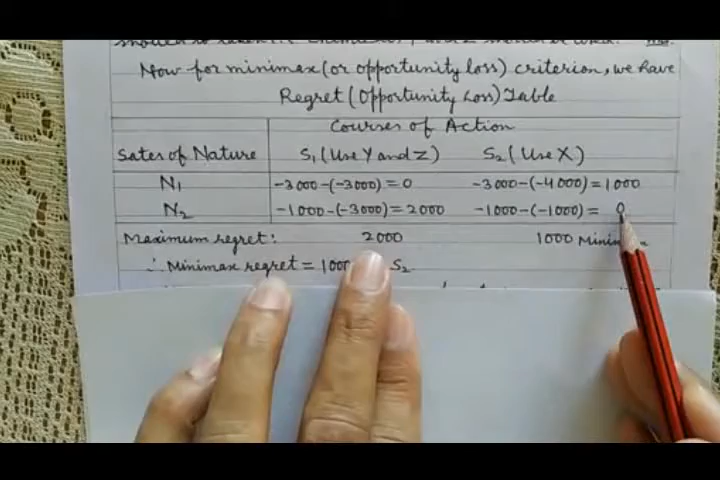 Now for minimax (or opportunity loss) criterion, we have
Regret (Opportunity Loss) Table
Courses of Action
Sates of Nature S₁ (Use Y and Z) S₂ (Use X)
N₁ -3000-(-3000) = 0 -3000-(-4000) = 1000
N₂ -1000-(-3000) = 2000 -1000-(-1000) = 0
Maximum regret: 2000 1000
∴ Minimax regret = S₂